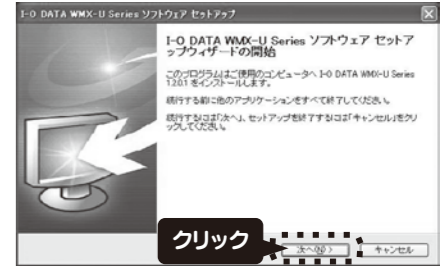 I-O DATA WMX-U Series ソフトウェア セットアップ
I-O DATA WMX-U Series ソフトウェア セットア
ップウィザードの開始
このプログラムはご使用のコンピュータへ I-O DATA WMX-U Series
1.20.1 をインストールします。
続行する前に他のアプリケーションをすべて終了してください。
続行するには「次へ」、セットアップを終了するには「キャンセル」をクリ
ックしてください。
クリック
次へ(N) >
キャンセル